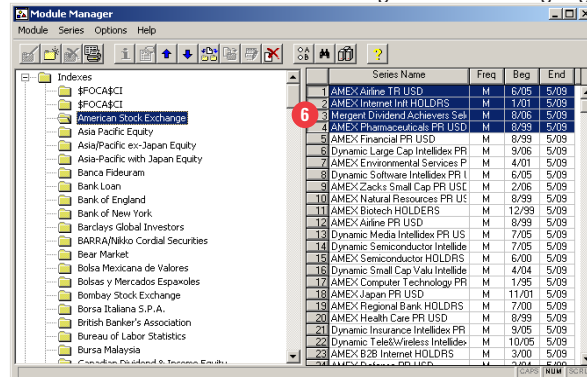 Module Manager
Module Series Options Help
Indexes
$FOCA$CI
$FOCA$CI
American Stock Exchange
Asia Pacific Equity
Asia/Pacific ex-Japan Equity
Asia-Pacific with Japan Equity
Banca Fideuram
Bank Loan
Bank of England
Bank of New York
Barclays Global Investors
BARRA/Nikko Cordial Securities
Bear Market
Bolsa Mexicana de Valores
Bolsas y Mercados Espaxoles
Bombay Stock Exchange
Borsa Italiana S.P.A.
British Banker's Association
Bureau of Labor Statistics
Bursa Malaysia
Canadian Dividend & Income Equity
6
Series Name Freq Beg End
1 AMEX Airline TR USD M 6/05 5/09
2 AMEX Internet Inft HOLDRS M 1/01 5/09
3 Mergent Dividend Achievers Sele M 8/06 5/09
4 AMEX Pharmaceuticals PR USD M 8/99 5/09
5 AMEX Financial PR USD M 8/99 5/09
6 Dynamic Large Cap Intellidex PR M 9/06 5/09
7 AMEX Environmental Services P M 4/01 5/09
8 Dynamic Software Intellidex PR U M 6/05 5/09
9 AMEX Zacks Small Cap PR USD M 2/06 5/09
10 AMEX Natural Resources PR US M 8/99 5/09
11 AMEX Biotech HOLDERS M 12/99 5/09
12 AMEX Airline PR USD M 8/99 5/09
13 Dynamic Media Intellidex PR US M 7/05 5/09
14 Dynamic Semiconductor Intellide M 7/05 5/09
15 AMEX Semiconductor HOLDRS M 6/00 5/09
16 Dynamic Small Cap Valu Intellide M 4/04 5/09
17 AMEX Computer Technology PR M 1/95 5/09
18 AMEX Japan PR USD M 11/01 5/09
19 AMEX Regional Bank HOLDRS M 7/00 5/09
20 AMEX Health Care PR USD M 8/99 5/09
21 Dynamic Insurance Intellidex PR M 9/05 5/09
22 Dynamic Tele&Wireless Intellidex M 10/05 5/09
23 AMEX B2B Internet HOLDRS M 3/00 5/09
CAPS NUM SCRL